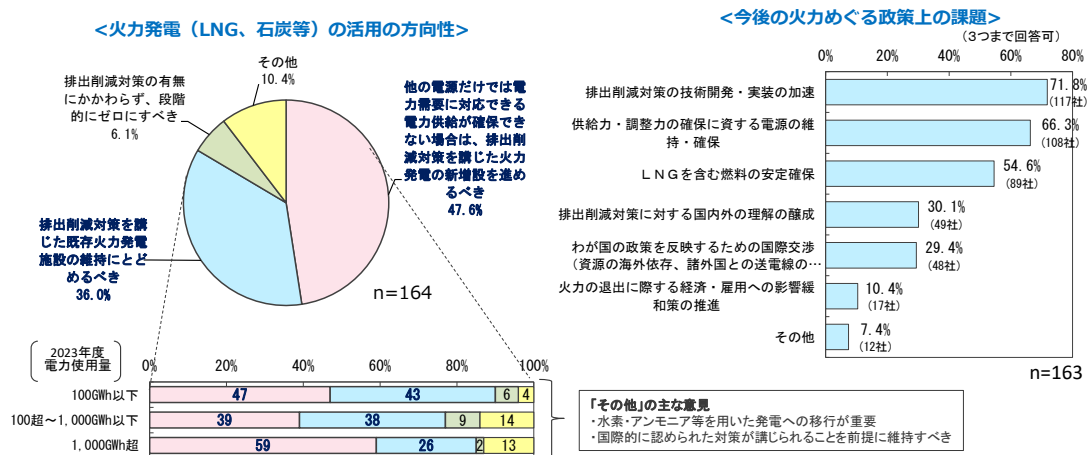 <火力発電（LNG、石炭等）の活用の方向性>
その他
10.4%
排出削減対策の有無
にかかわらず、段階
的にゼロにすべき
6.1%
他の電源だけでは電
力需要に対応できる
電力供給が確保でき
ない場合は、排出削
減対策を講じた火力
発電の新増設を進め
るべき
47.6%
排出削減対策を講
じた既存火力発電
施設の維持にとど
めるべき
36.0%
n=164
2023年度
電力使用量
0% 20% 40% 60% 80% 100%
100GWh以下 47 43 6 4
100超～1,000GWh以下 39 38 9 14
1,000GWh超 59 26 2 13
<今後の火力めぐる政策上の課題>
（3つまで回答可）
0% 20% 40% 60% 80%
排出削減対策の技術開発・実装の加速 71.8%
(117社)
供給力・調整力の確保に資する電源の維
持・確保
66.3%
(108社)
ＬＮＧを含む燃料の安定確保 54.6%
(89社)
排出削減対策に対する国内外の理解の醸成 30.1%
(49社)
わが国の政策を反映するための国際交渉
（資源の海外依存、諸外国との送電線の…
29.4%
(48社)
火力の退出に際する経済・雇用への影響緩
和策の推進
10.4%
(17社)
その他 7.4%
(12社)
n=163
「その他」の主な意見
・水素・アンモニア等を用いた発電への移行が重要
・国際的に認められた対策が講じられることを前提に維持すべき